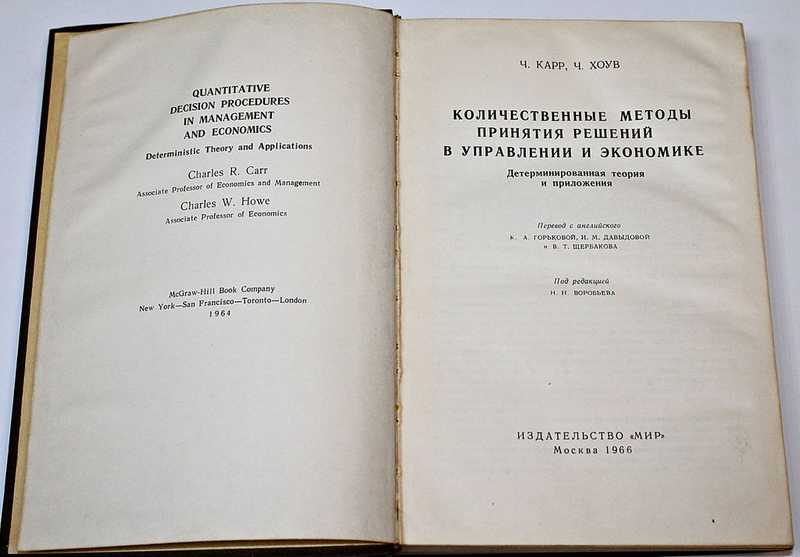 QUANTITATIVE
DECISION PROCEDURES
IN MANAGEMENT
AND ECONOMICS
Deterministic Theory and Applications
Charles R. Carr
Associate Professor of Economics and Management
Charles W. Howe
Associate Professor of Economics
McGraw-Hill Book Company
New York—San Francisco—Toronto—London
1964
Ч. КАРР, Ч. ХОУВ
КОЛИЧЕСТВЕННЫЕ МЕТОДЫ
ПРИНЯТИЯ РЕШЕНИЙ
В УПРАВЛЕНИИ И ЭКОНОМИКЕ
Детерминированная теория
и приложения
Перевод с английского
К. А. ГОРЬКОВОЙ, И. М. ДАВЫДОВОЙ
и В. Т. ЩЕРБАКОВА
Под редакцией
Н. Н. ВОРОБЬЕВА
ИЗДАТЕЛЬСТВО «МИР»
Москва 1966